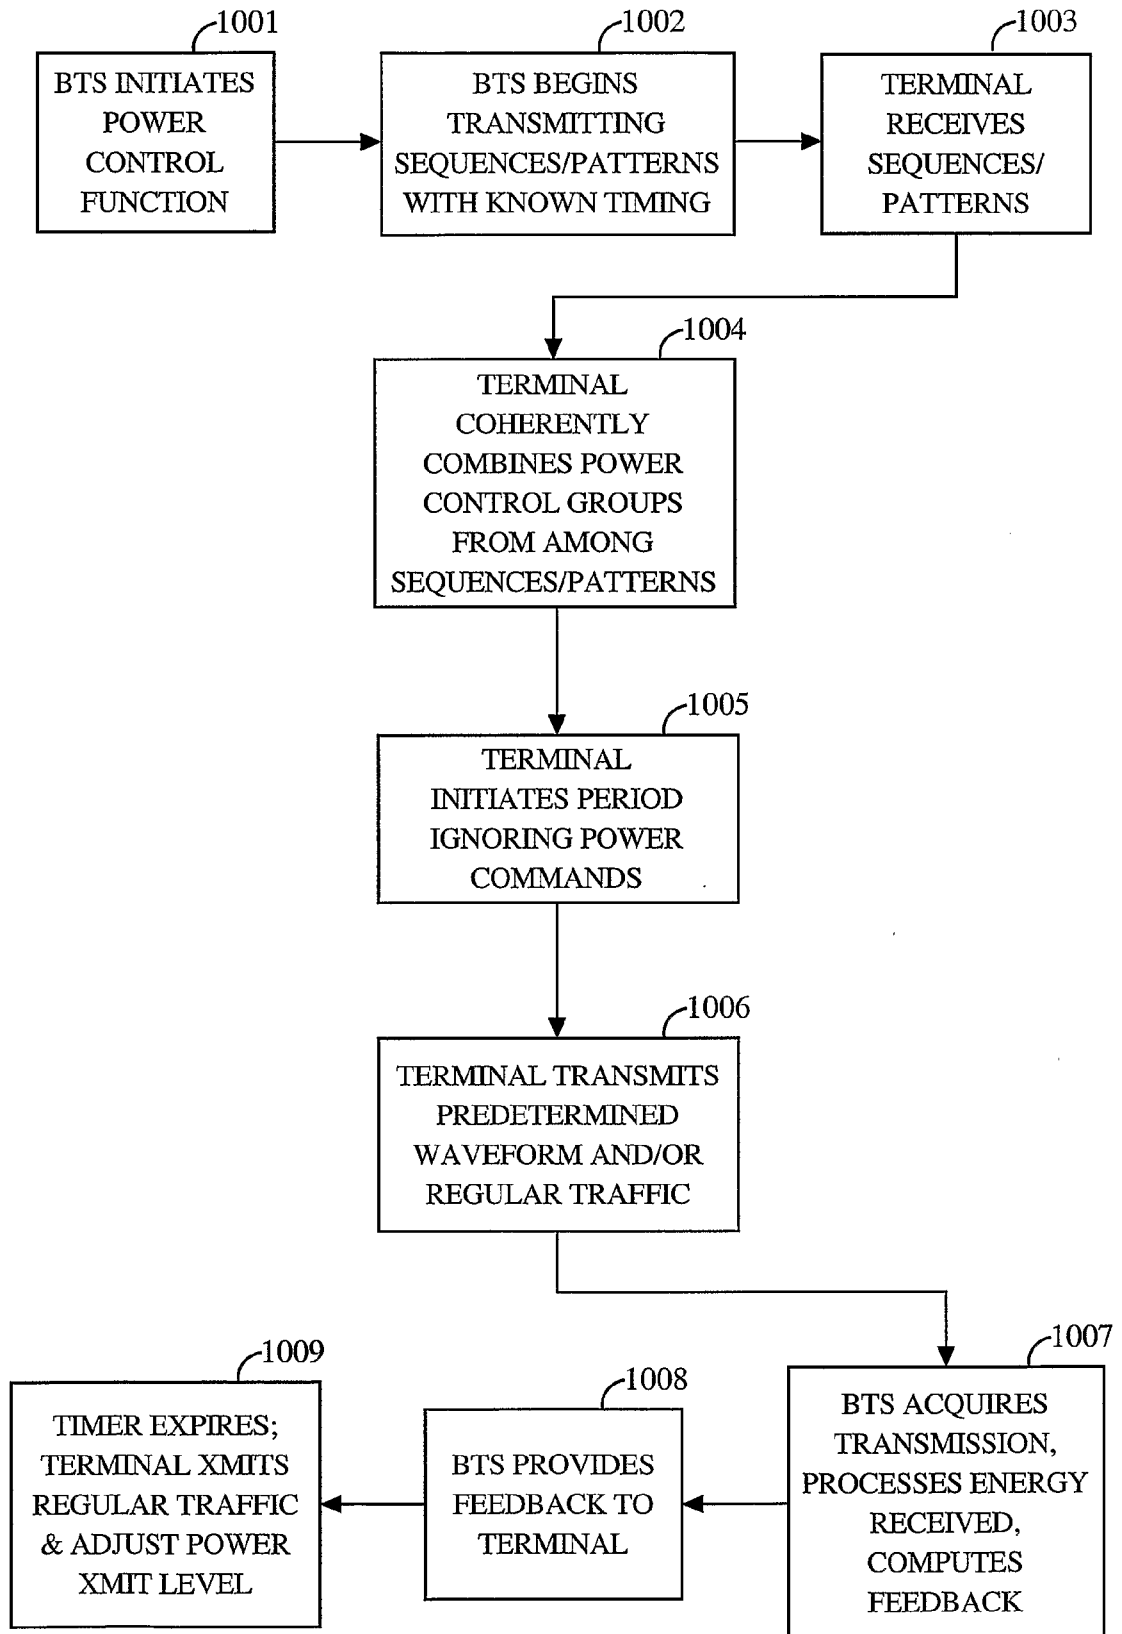 1001
BTS INITIATES
POWER
CONTROL
FUNCTION
1002
BTS BEGINS
TRANSMITTING
SEQUENCES/PATTERNS
WITH KNOWN TIMING
1003
TERMINAL
RECEIVES
SEQUENCES/
PATTERNS
1004
TERMINAL
COHERENTLY
COMBINES POWER
CONTROL GROUPS
FROM AMONG
SEQUENCES/PATTERNS
1005
TERMINAL
INITIATES PERIOD
IGNORING POWER
COMMANDS
1006
TERMINAL TRANSMITS
PREDETERMINED
WAVEFORM AND/OR
REGULAR TRAFFIC
1007
BTS ACQUIRES
TRANSMISSION,
PROCESSES ENERGY
RECEIVED,
COMPUTES
FEEDBACK
1008
BTS PROVIDES
FEEDBACK TO
TERMINAL
1009
TIMER EXPIRES;
TERMINAL XMITS
REGULAR TRAFFIC
& ADJUST POWER
XMIT LEVEL